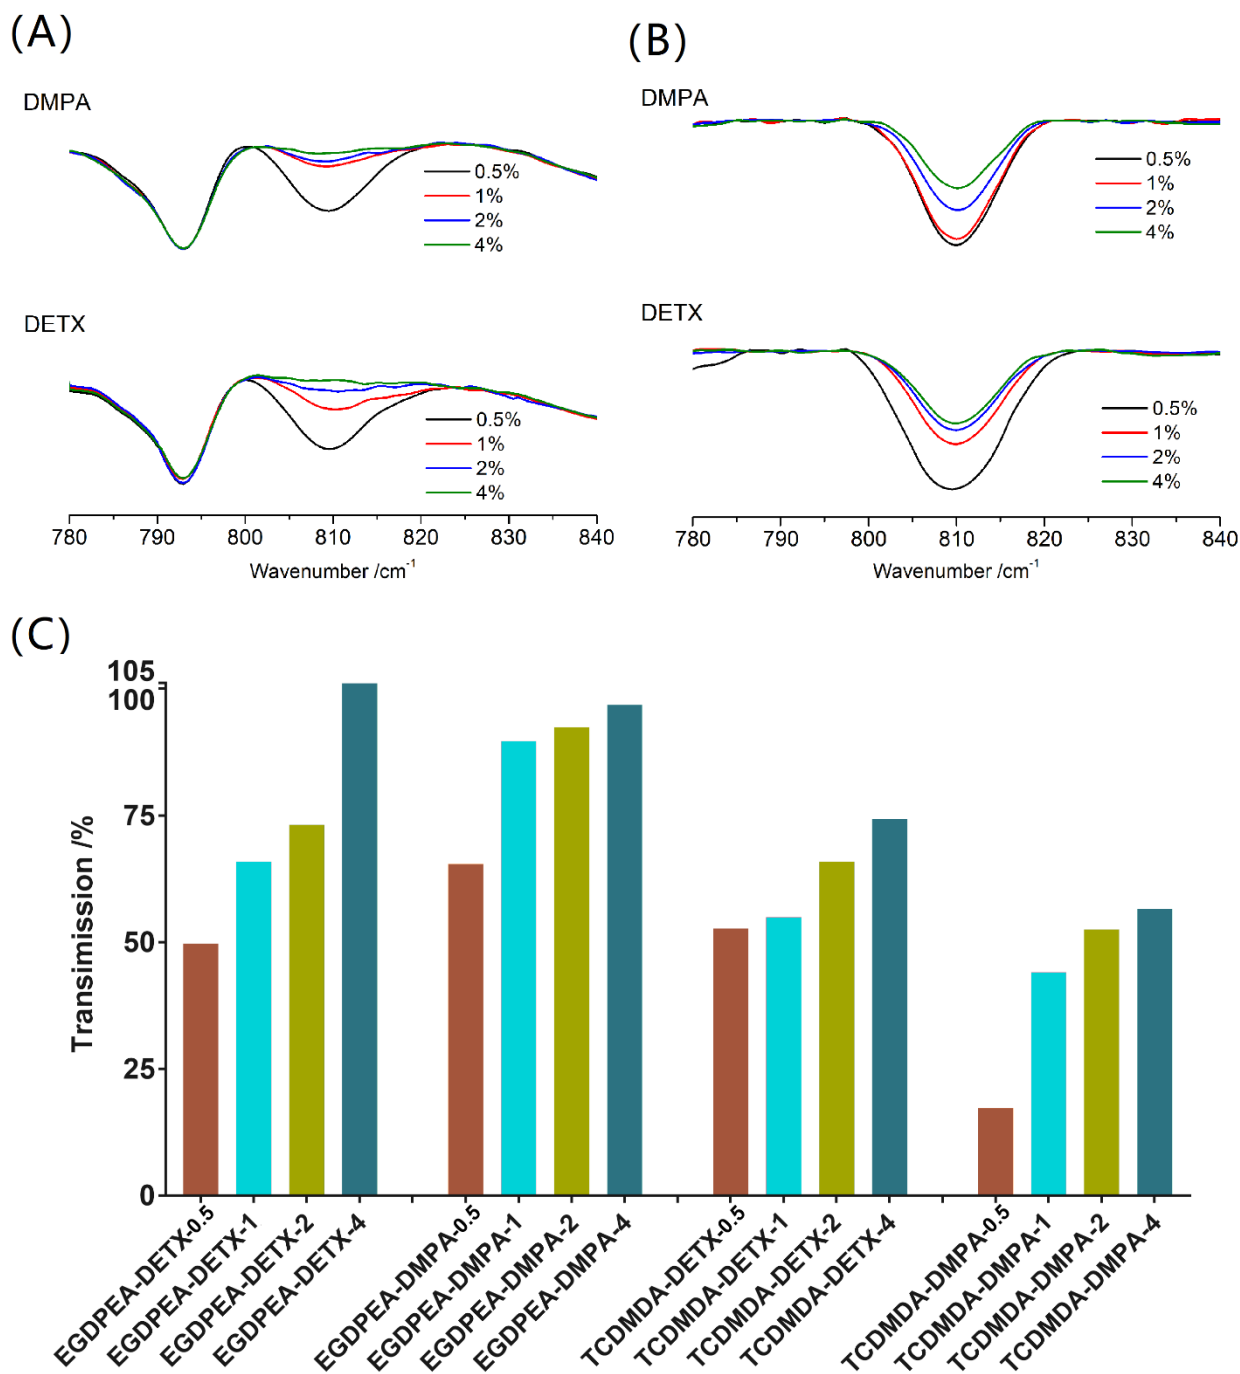 (A)
DMPA
0.5%
1%
2%
4%
DETX
0.5%
1%
2%
4%
780 790 800 810 820 830 840
Wavenumber /cm⁻¹
(B)
DMPA
0.5%
1%
2%
4%
DETX
0.5%
1%
2%
4%
780 790 800 810 820 830 840
Wavenumber /cm⁻¹
(C)
105
100
75
50
25
0
Transimission /%
EGDPEA-DETX-0.5
EGDPEA-DETX-1
EGDPEA-DETX-2
EGDPEA-DETX-4
EGDPEA-DMPA-0.5
EGDPEA-DMPA-1
EGDPEA-DMPA-2
EGDPEA-DMPA-4
TCDMDA-DETX-0.5
TCDMDA-DETX-1
TCDMDA-DETX-2
TCDMDA-DETX-4
TCDMDA-DMPA-0.5
TCDMDA-DMPA-1
TCDMDA-DMPA-2
TCDMDA-DMPA-4